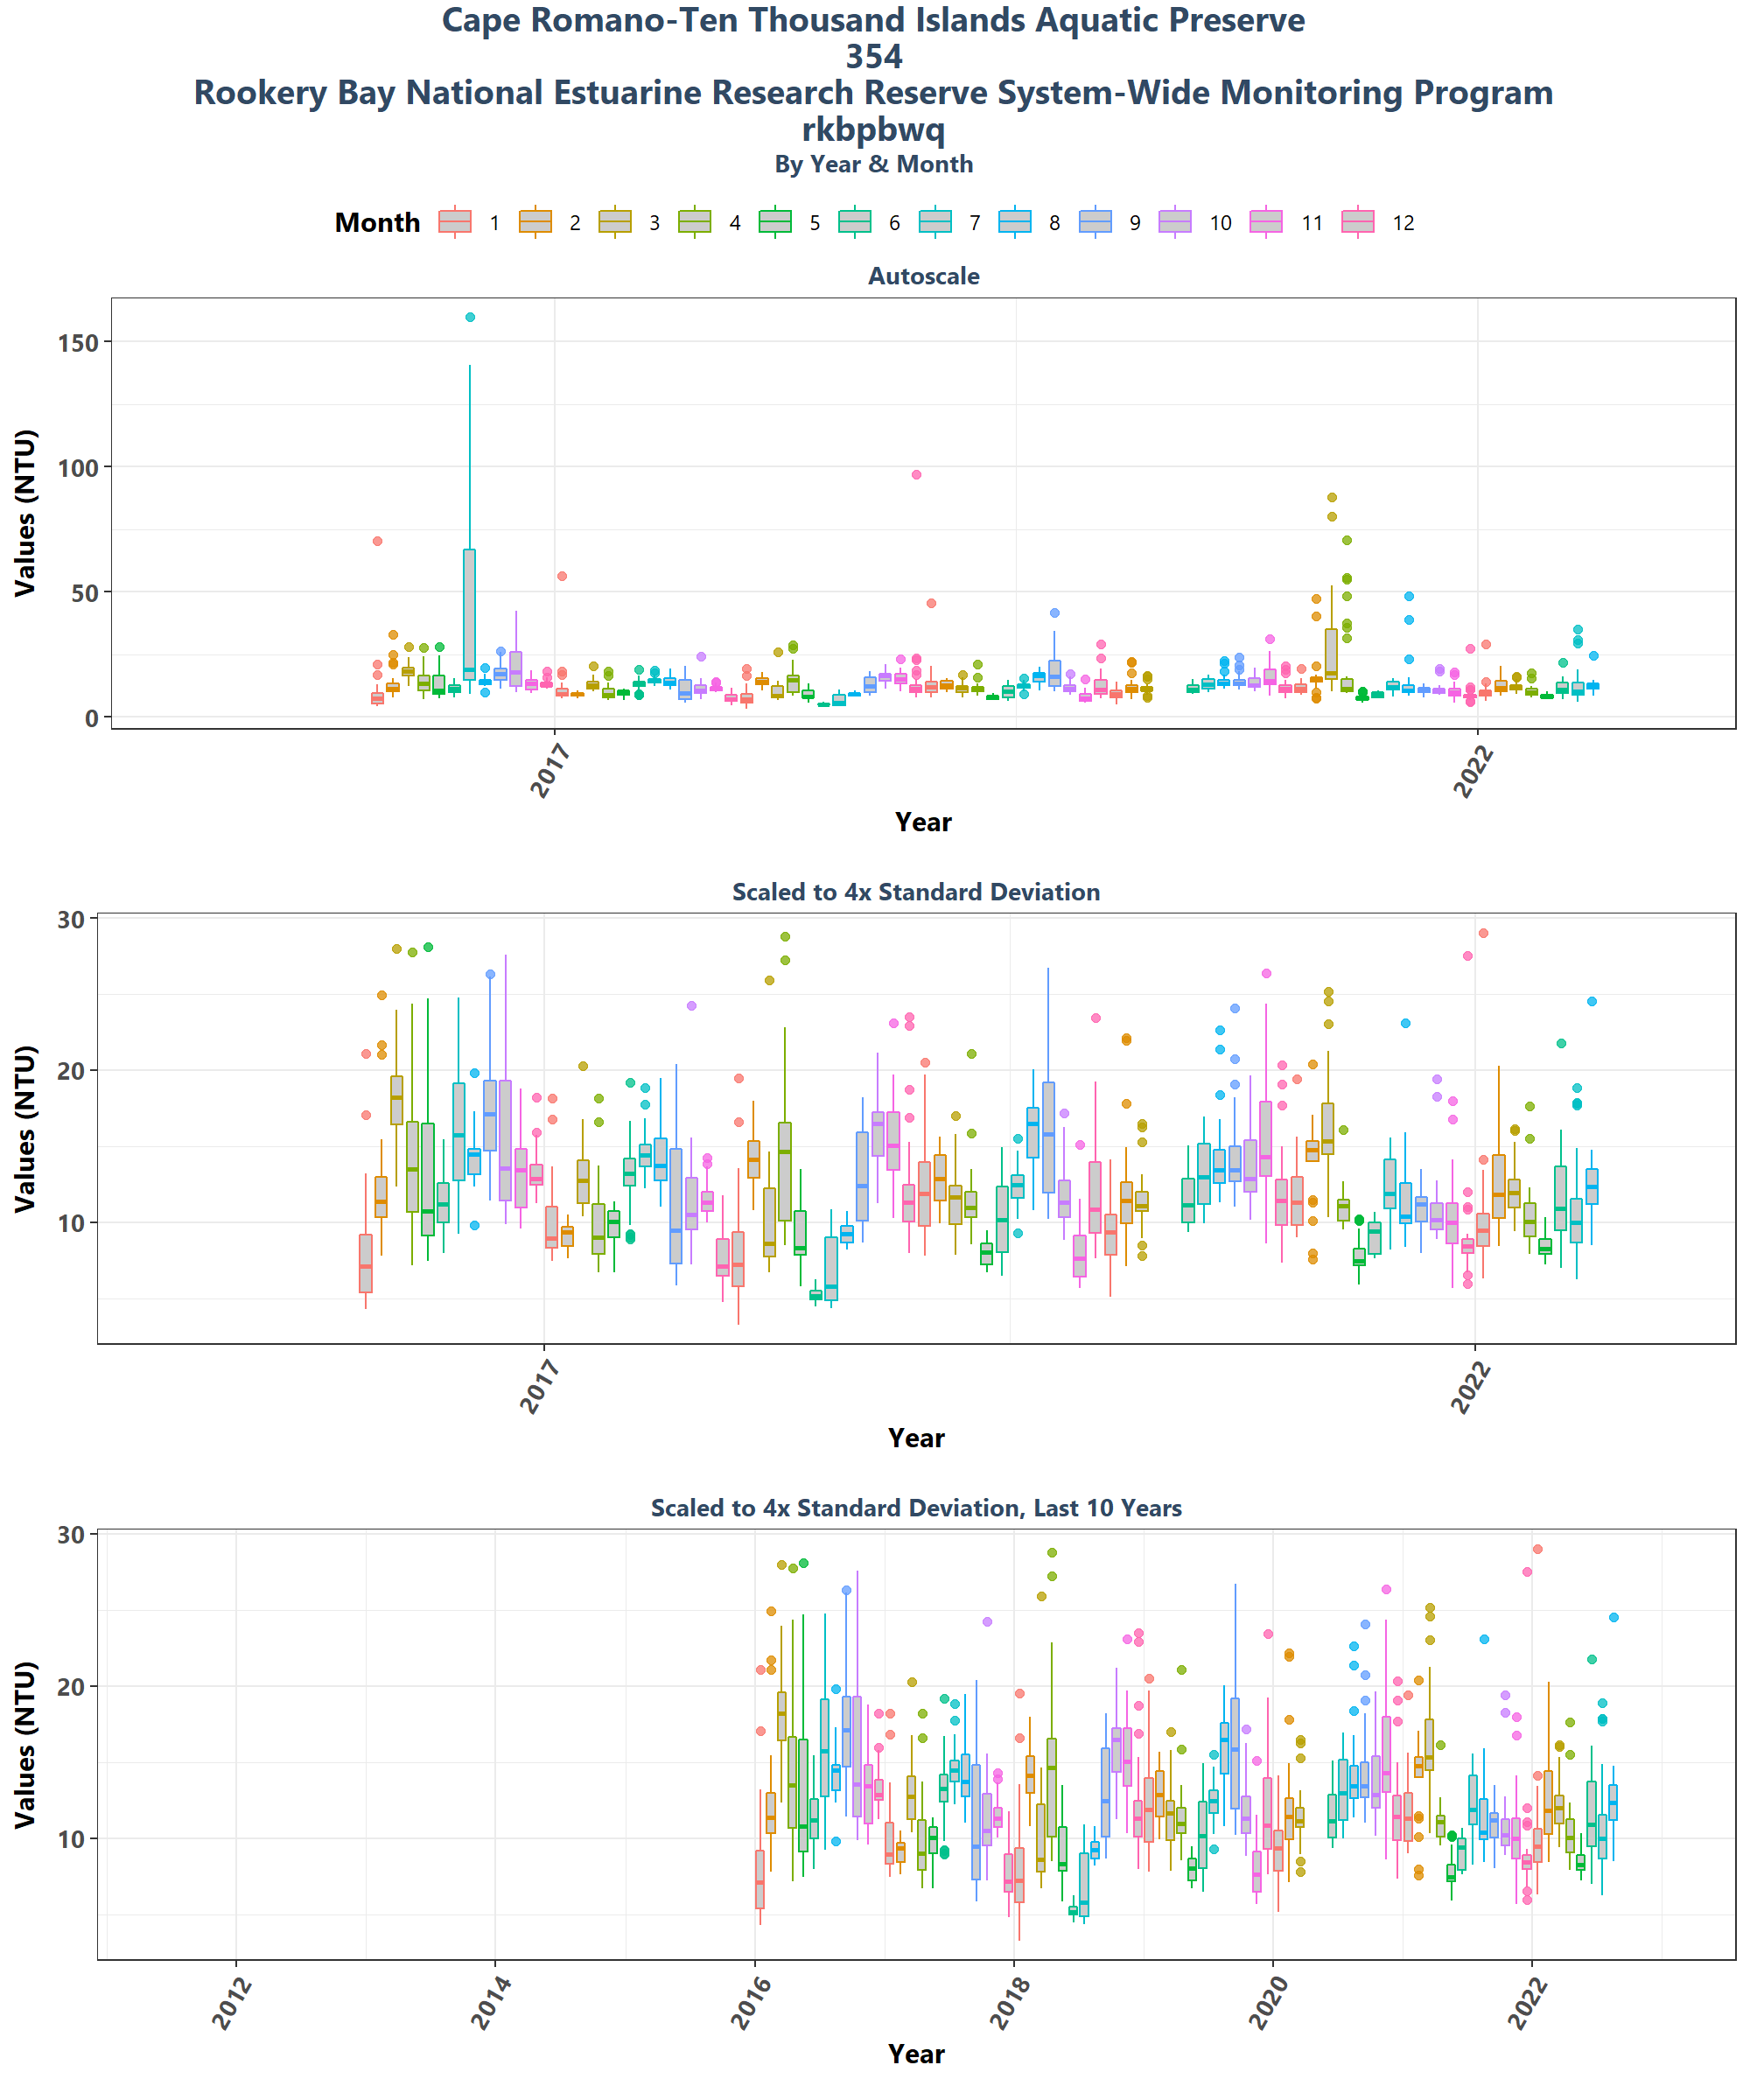 Cape Romano-Ten Thousand Islands Aquatic Preserve
354
Rookery Bay National Estuarine Research Reserve System-Wide Monitoring Program
rkbpbwq
By Year & Month
Month 1 2 3 4 5 6 7 8 9 10 11 12
Autoscale
Values (NTU)
150
100
50
0
2017 2022
Year
Scaled to 4x Standard Deviation
Values (NTU)
30
20
10
2017 2022
Year
Scaled to 4x Standard Deviation, Last 10 Years
Values (NTU)
30
20
10
2012 2014 2016 2018 2020 2022
Year